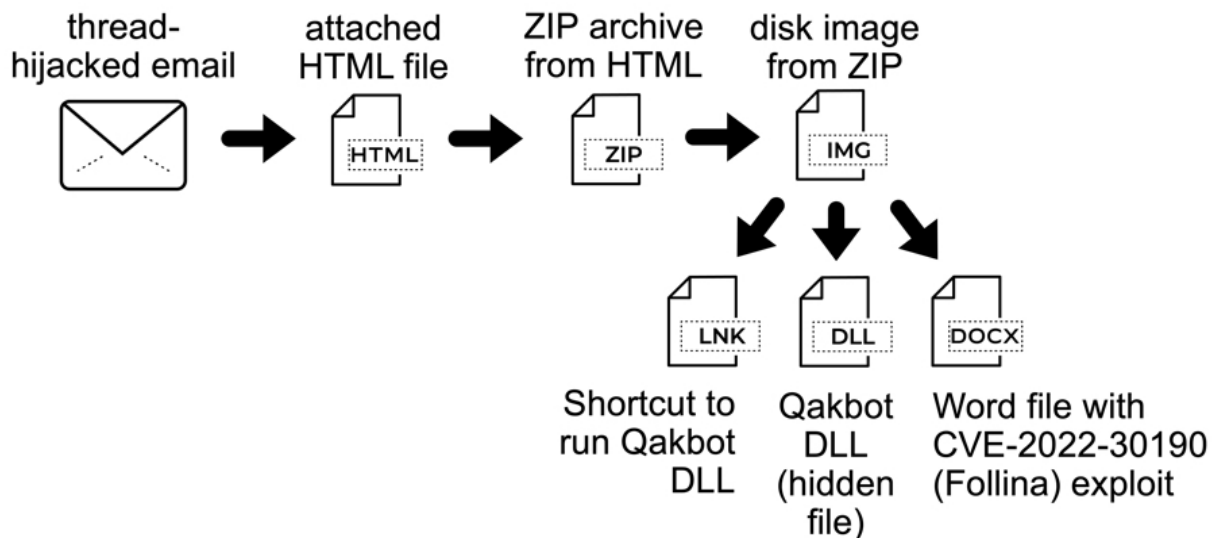 thread-
hijacked email
attached
HTML file
ZIP archive
from HTML
disk image
from ZIP
HTML
ZIP
IMG
LNK
DLL
DOCX
Shortcut to
run Qakbot
DLL
Qakbot
DLL
(hidden
file)
Word file with
CVE-2022-30190
(Follina) exploit